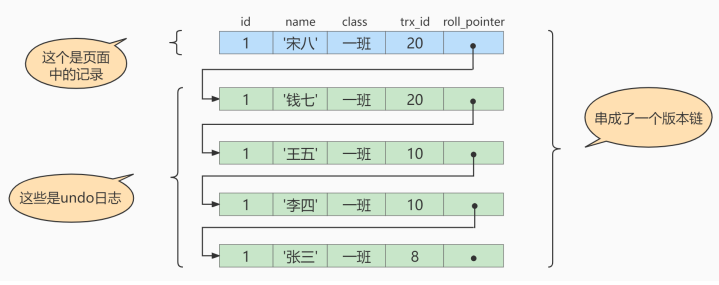 id name class trx_id roll_pointer
1 '宋八' 一班 20
这个是页面
中的记录
1 '钱七' 一班 20
串成了一个版本链
1 '王五' 一班 10
这些是undo日志
1 '李四' 一班 10
1 '张三' 一班 8